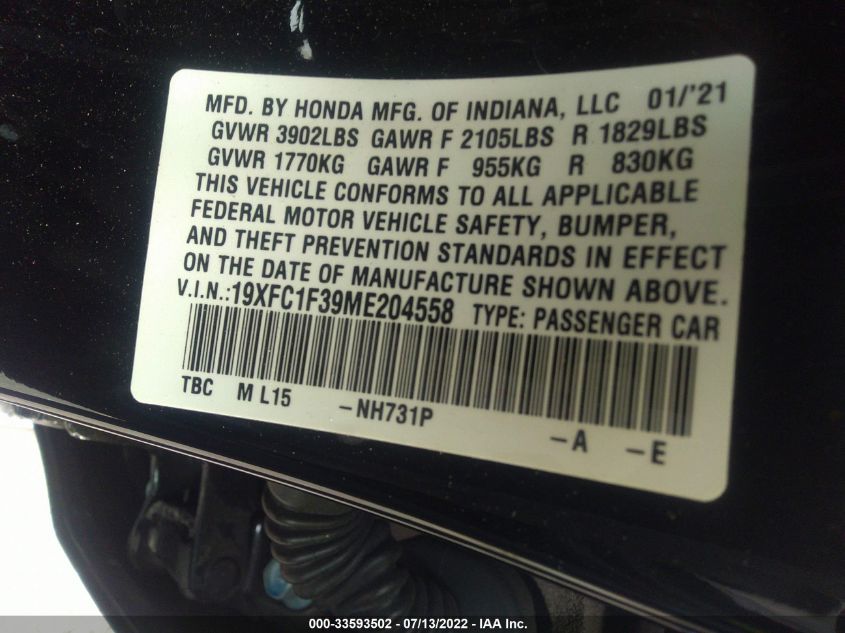 MFD. BY HONDA MFG. OF INDIANA, LLC 01/'21
GVWR 3902LBS GAWR F 2105LBS R 1829LBS
GVWR 1770KG GAWR F 955KG R 830KG
THIS VEHICLE CONFORMS TO ALL APPLICABLE
FEDERAL MOTOR VEHICLE SAFETY, BUMPER,
AND THEFT PREVENTION STANDARDS IN EFFECT
ON THE DATE OF MANUFACTURE SHOWN ABOVE.
V.I.N.:19XFC1F39ME204558 TYPE: PASSENGER CAR
TBC M L15 -NH731P -A -E
000-33593502 - 07/13/2022 - IAA Inc.